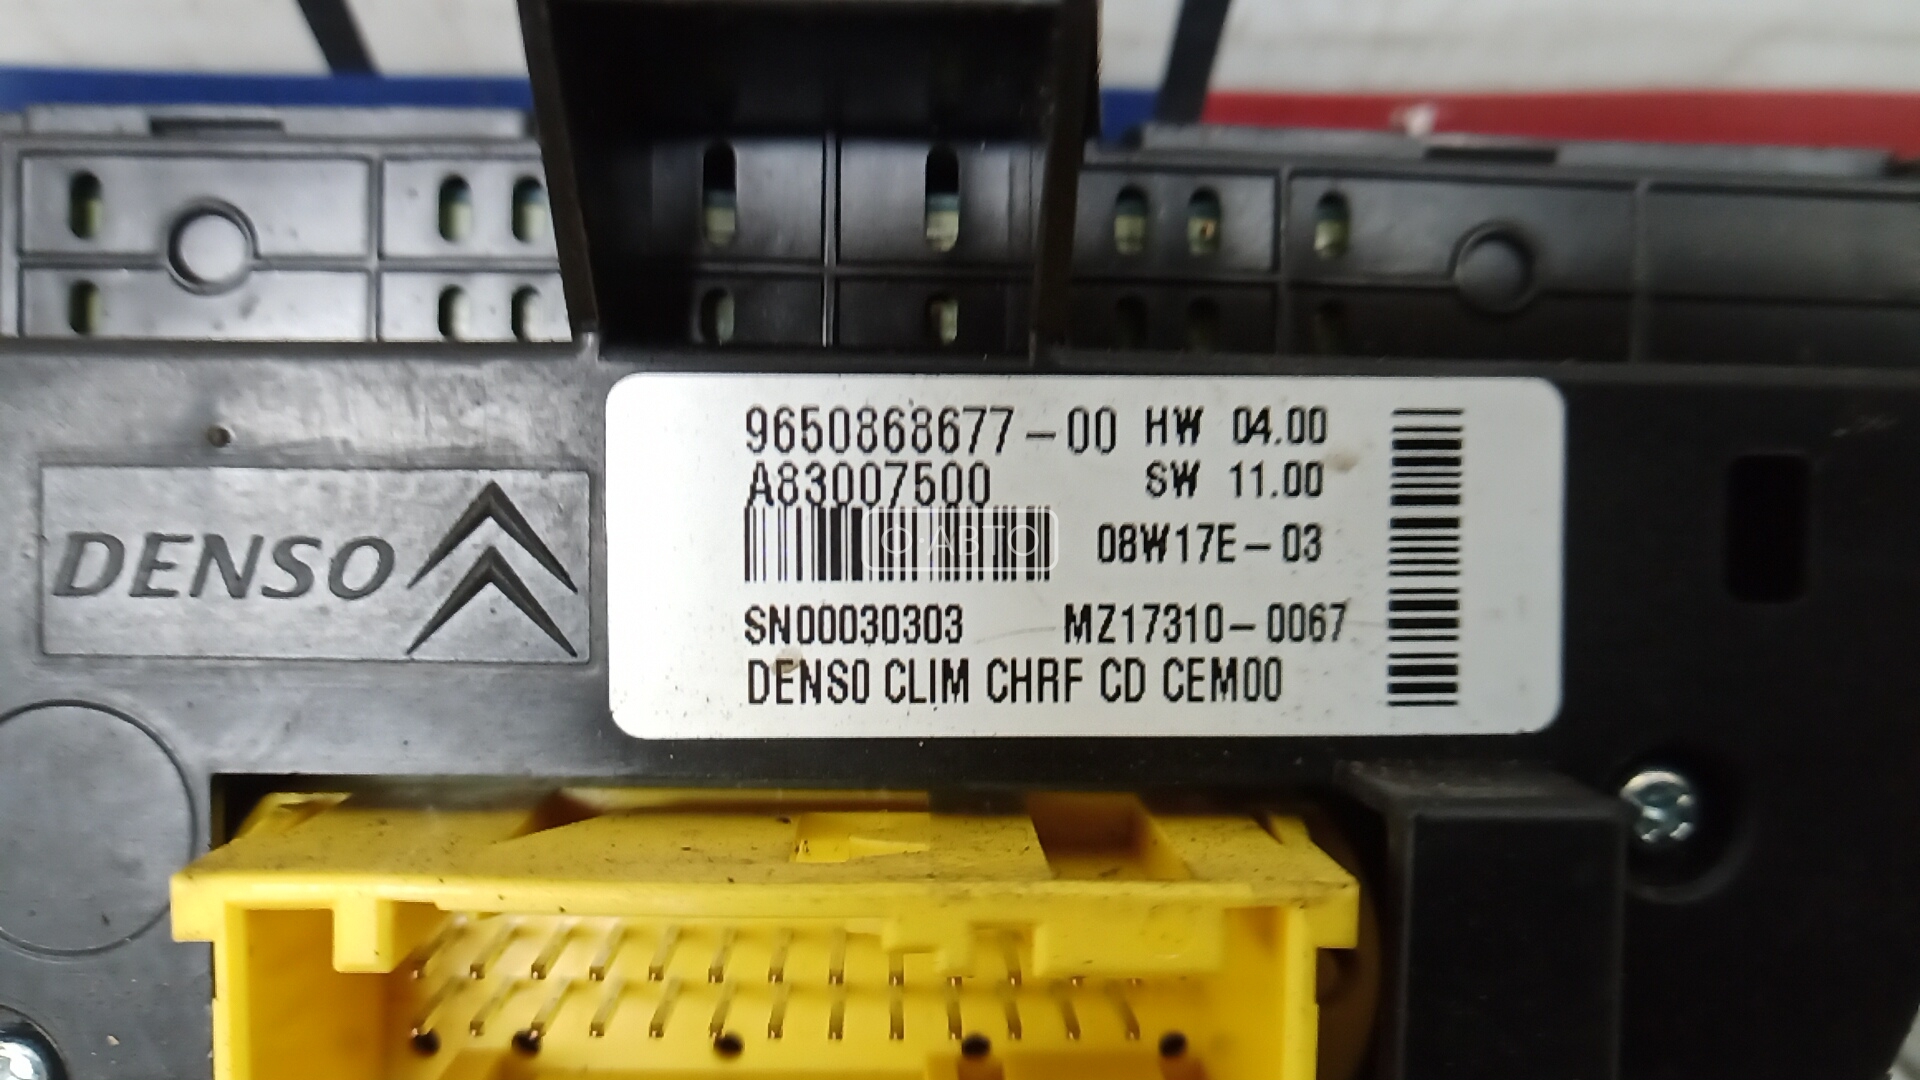 9650868677-00 HW 04.00
A83007500 SW 11.00
О·АВТО 08W17E-03
SN00030303 MZ17310-0067
DENSO CLIM CHRF CD CEM00
DENSO